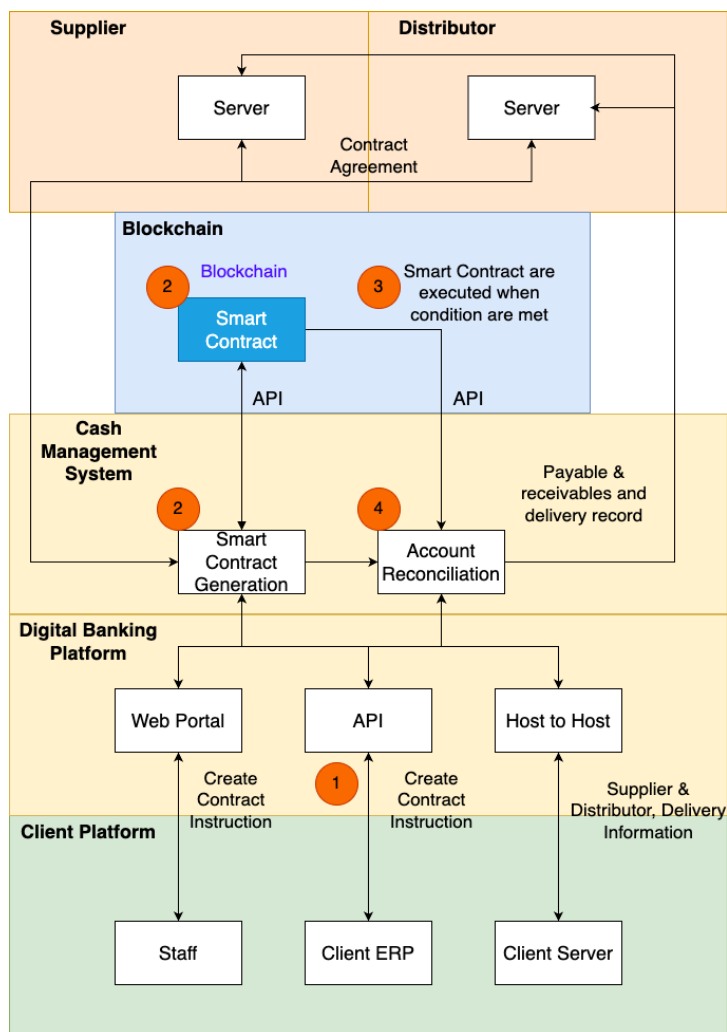 Supplier
Distributor
Server
Server
Contract
Agreement
Blockchain
2
Blockchain
3
Smart Contract are
executed when
condition are met
Smart
Contract
API
API
Cash
Management
System
Payable &
receivables and
delivery record
2
4
Smart
Contract
Generation
Account
Reconciliation
Digital Banking
Platform
Web Portal
API
Host to Host
1
Create
Contract
Instruction
Create
Contract
Instruction
Supplier &
Distributor, Delivery
Information
Client Platform
Staff
Client ERP
Client Server